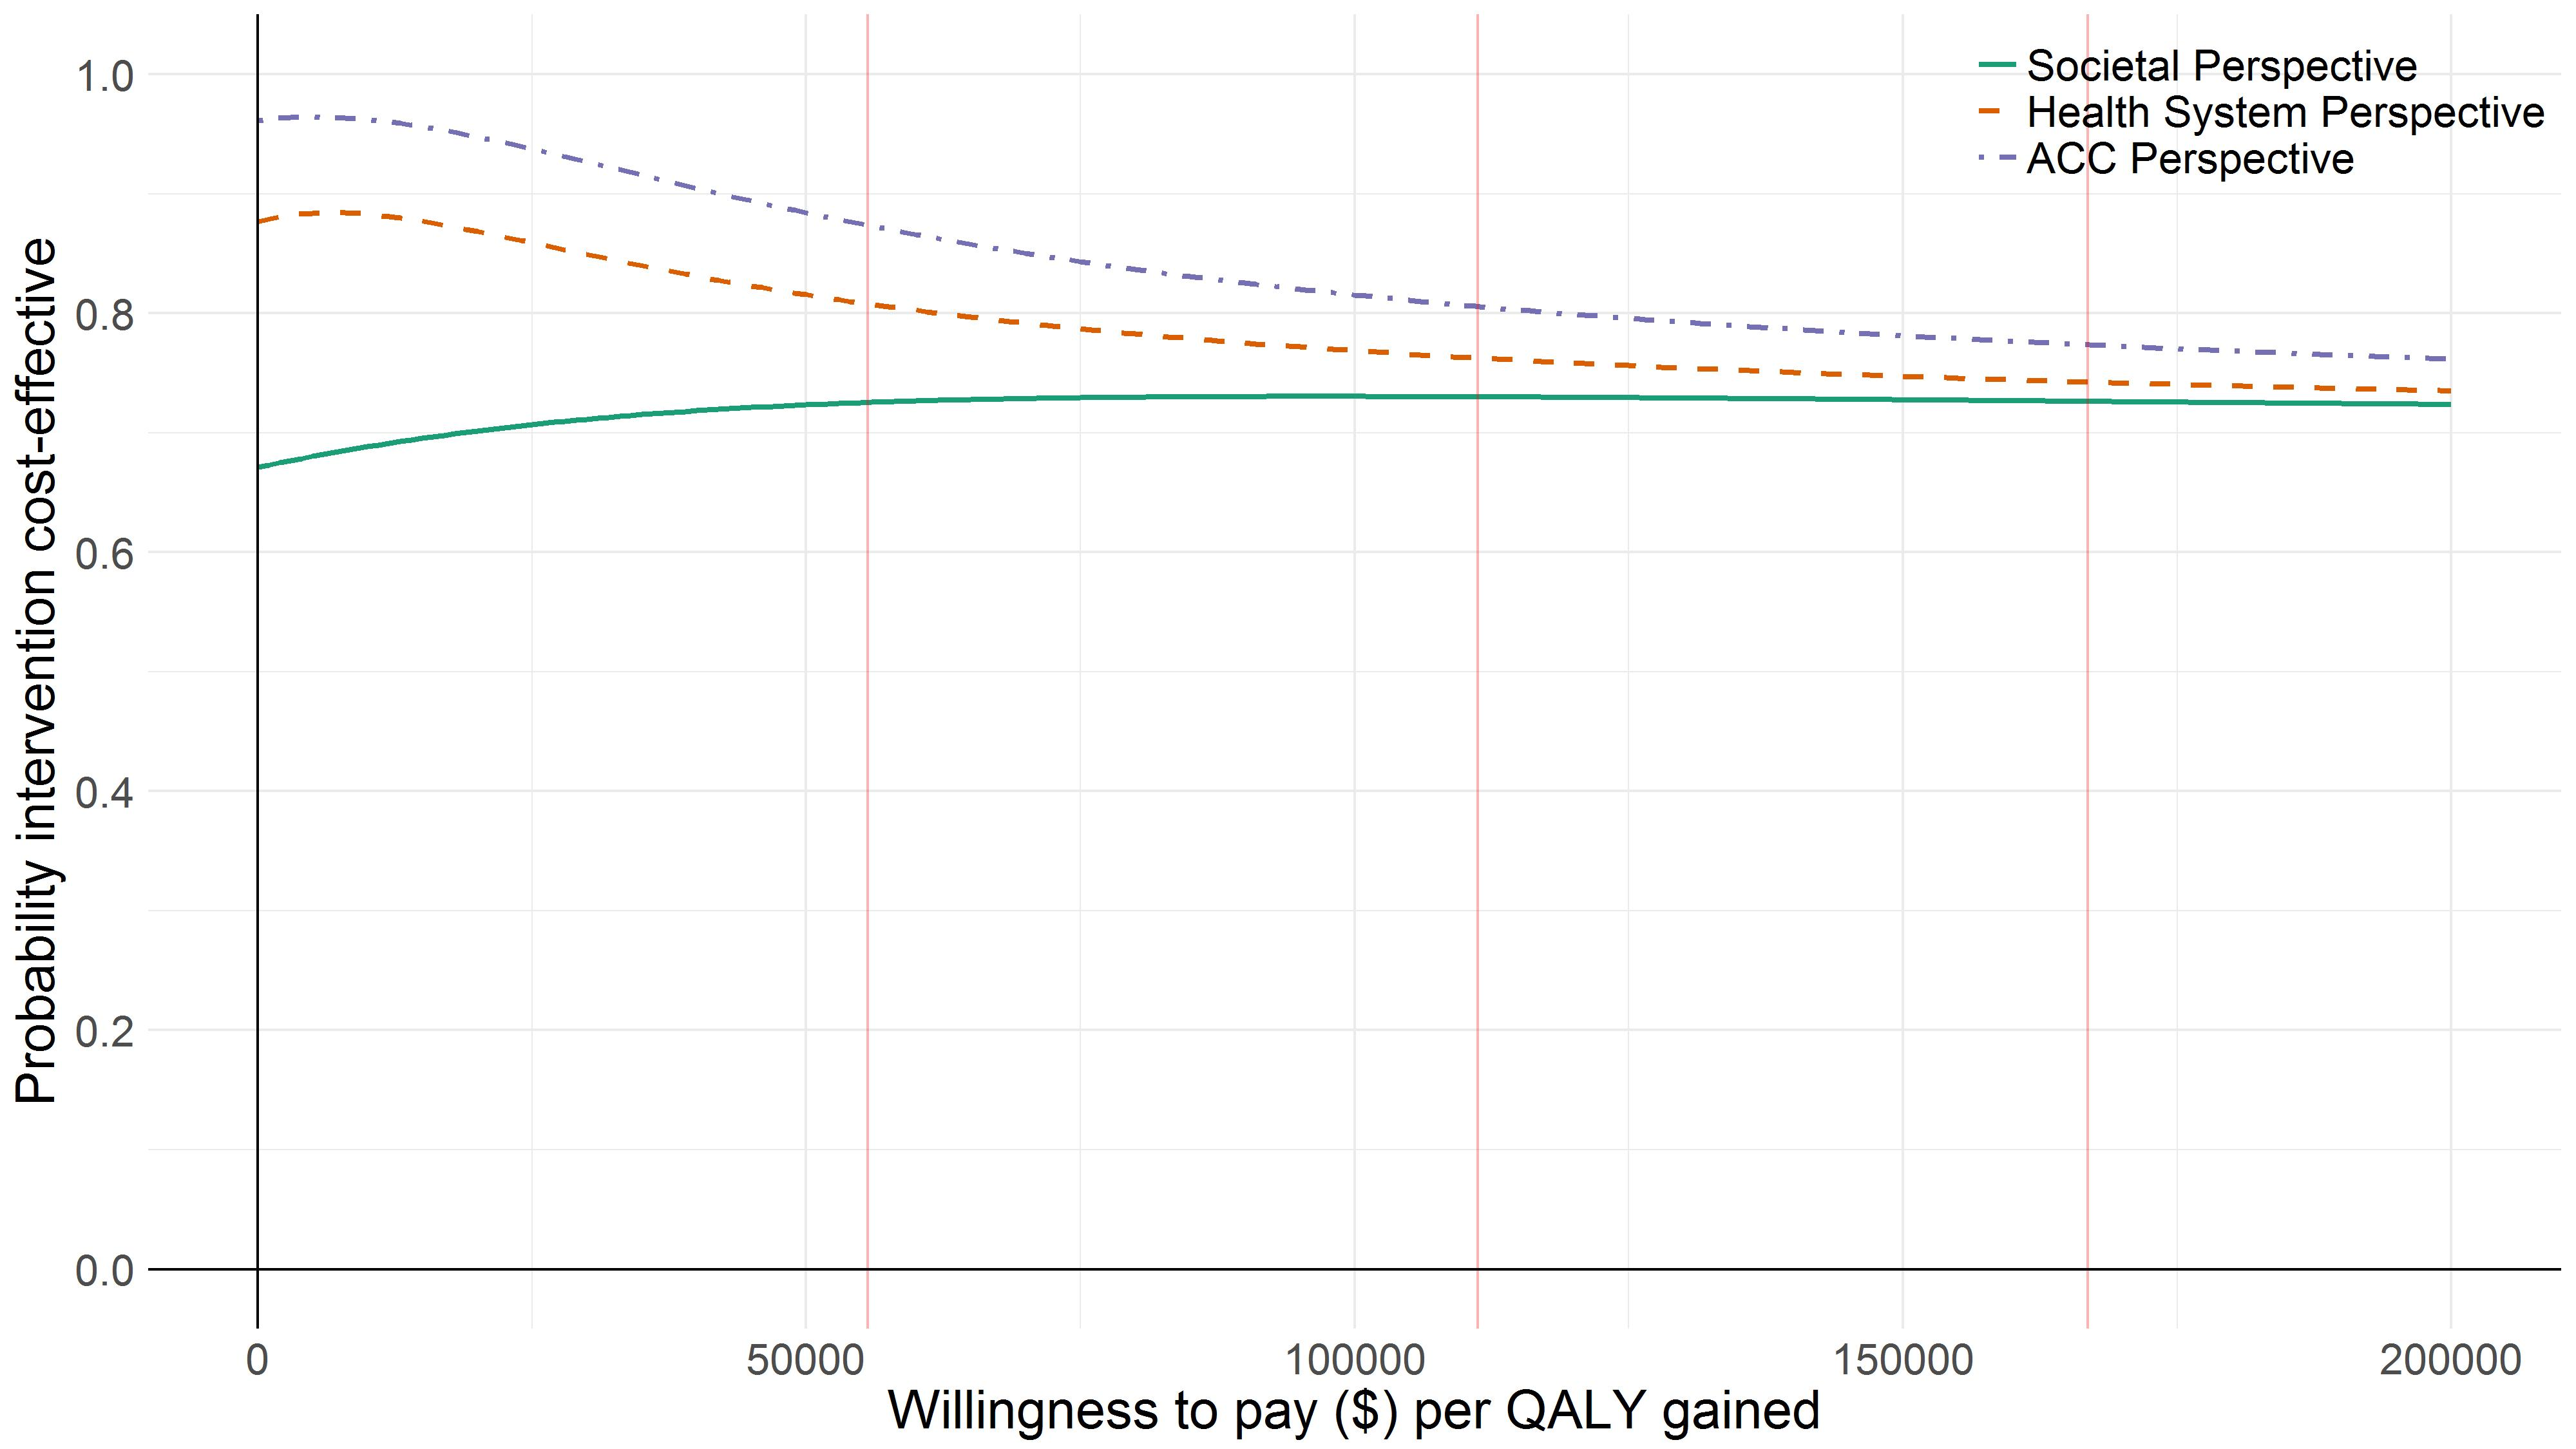 Probability intervention cost-effective
1.0
0.8
0.6
0.4
0.2
0.0
Societal Perspective
Health System Perspective
ACC Perspective
0 50000 100000 150000 200000
Willingness to pay ($) per QALY gained